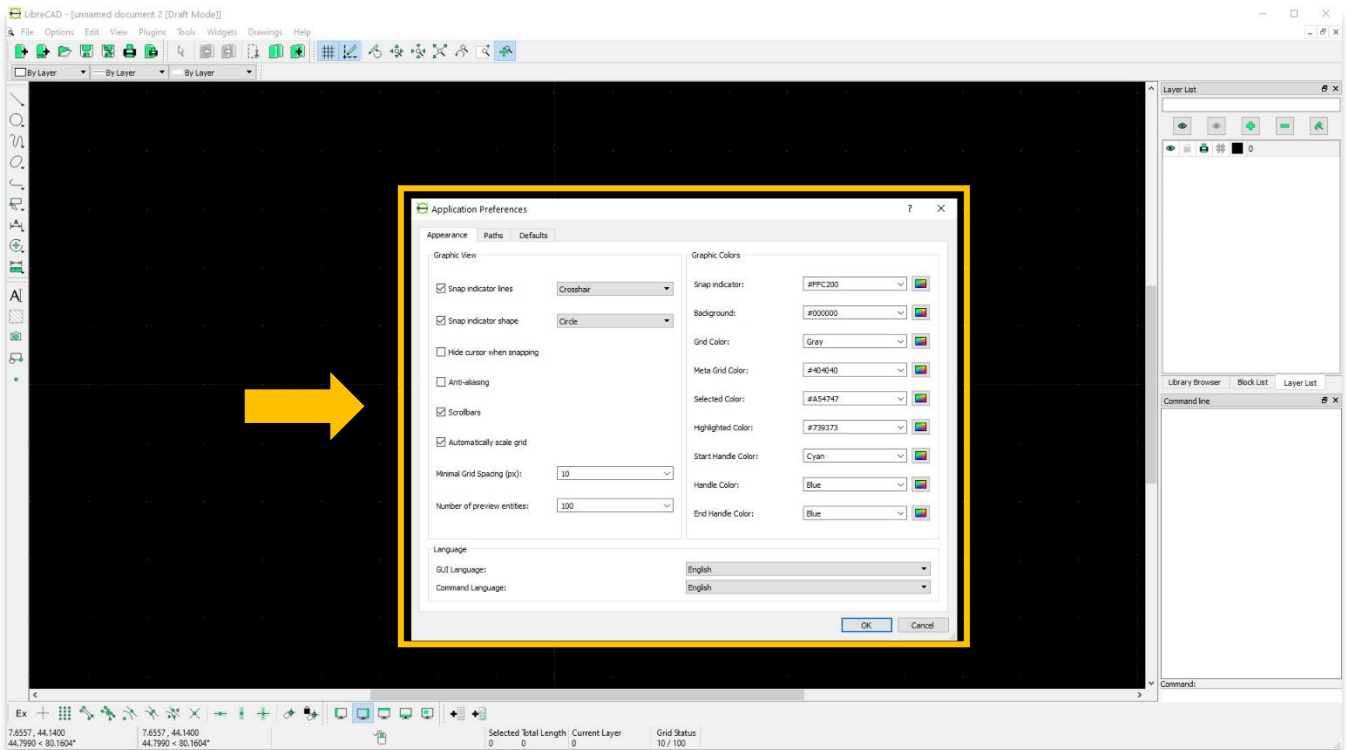 LibreCAD - [unnamed document 2 [Draft Mode]]
File Options Edit View Plugins Tools Widgets Drawings Help
By Layer By Layer By Layer
Layer List
0
Application Preferences
Appearance Paths Defaults
Graphic View
Snap indicator lines Crosshair
Snap indicator shape Circle
Hide cursor when snapping
Anti-aliasing
Scrollbars
Automatically scale grid
Minimal Grid Spacing (px): 10
Number of preview entities: 100
Graphic Colors
Snap indicator: #FFC200
Background: #000000
Grid Color: Gray
Meta Grid Color: #404040
Selected Color: #A54747
Highlighted Color: #739373
Start Handle Color: Cyan
Handle Color: Blue
End Handle Color: Blue
Language
GUI Language: English
Command Language: English
OK Cancel
Library Browser Block List Layer List
Command line
Command:
Ex
7.6557 , 44.1400 7.6557 , 44.1400 Selected Total Length Current Layer Grid Status
44.7990 < 80.1604° 44.7990 < 80.1604° 0 0 0 10 / 100